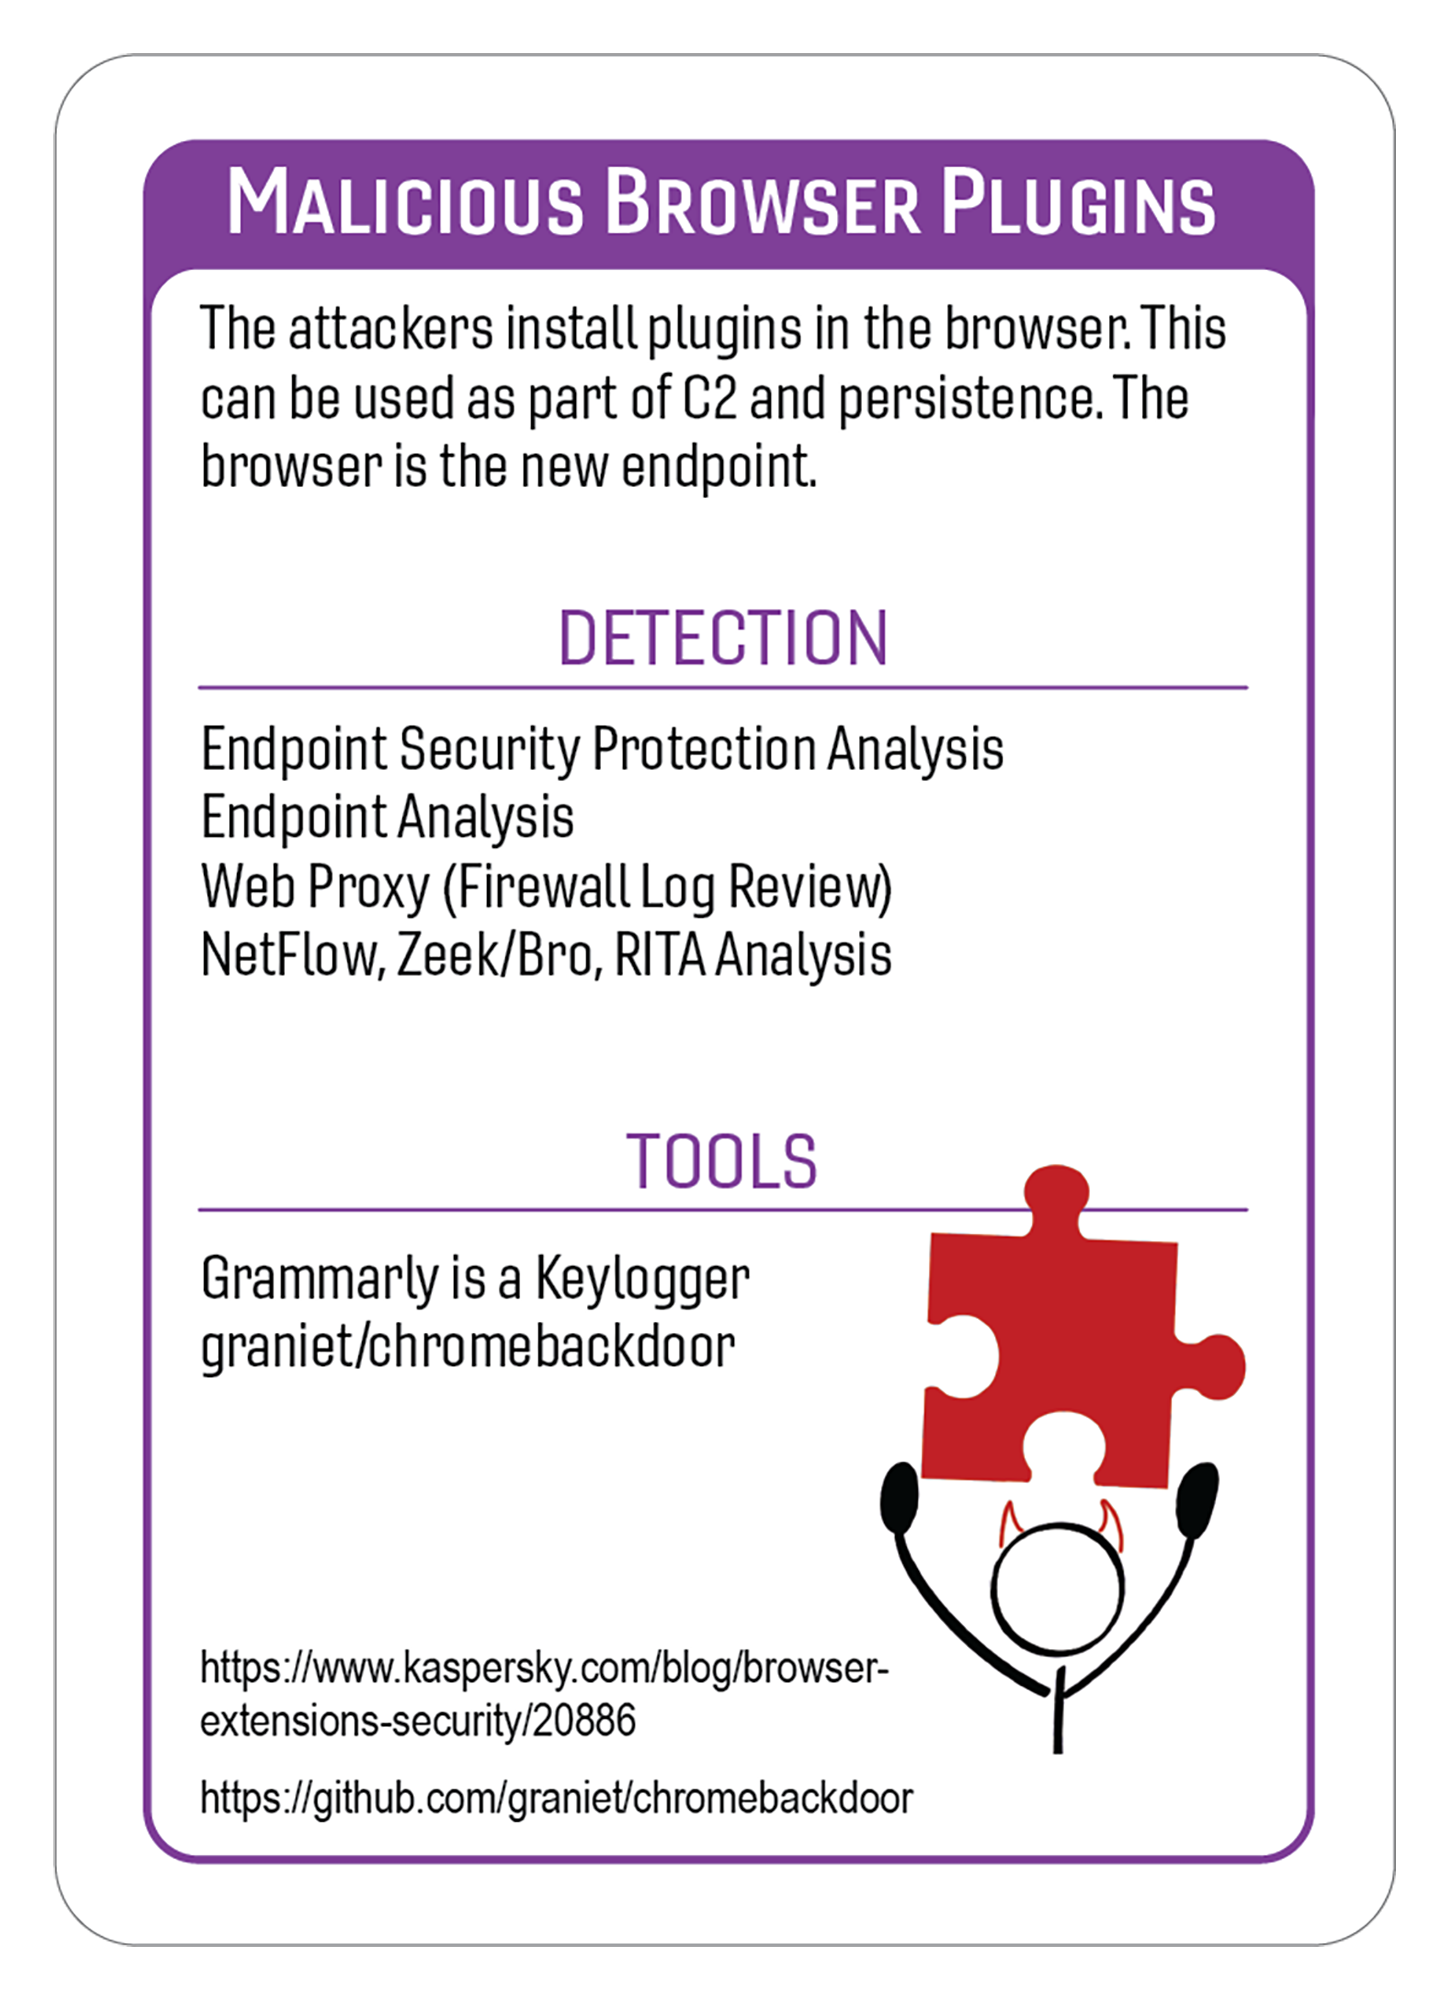 MALICIOUS BROWSER PLUGINS
The attackers install plugins in the browser. This
can be used as part of C2 and persistence. The
browser is the new endpoint.
DETECTION
Endpoint Security Protection Analysis
Endpoint Analysis
Web Proxy (Firewall Log Review)
NetFlow, Zeek/Bro, RITA Analysis
TOOLS
Grammarly is a Keylogger
graniet/chromebackdoor
https://www.kaspersky.com/blog/browser-
extensions-security/20886
https://github.com/graniet/chromebackdoor